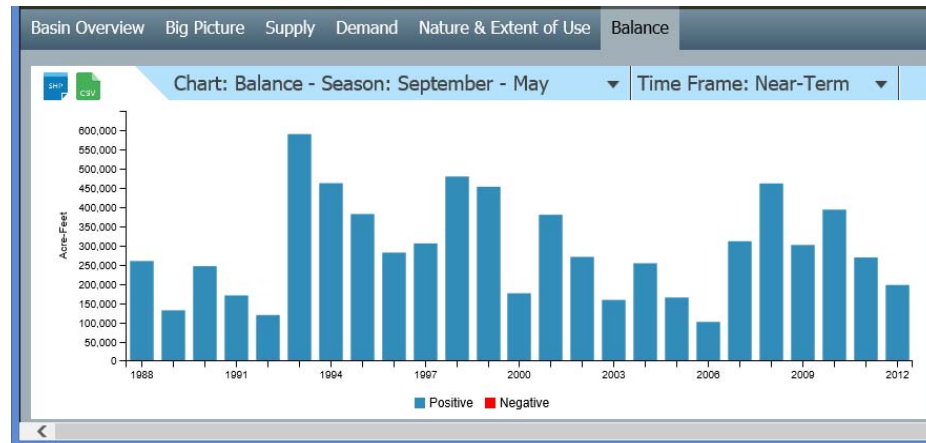 Basin Overview Big Picture Supply Demand Nature & Extent of Use Balance
SHP CSV Chart: Balance - Season: September - May Time Frame: Near-Term
600,000
550,000
500,000
450,000
400,000
350,000
300,000
250,000
200,000
150,000
100,000
50,000
0
Acre-Feet
1988 1991 1994 1997 2000 2003 2006 2009 2012
Positive Negative